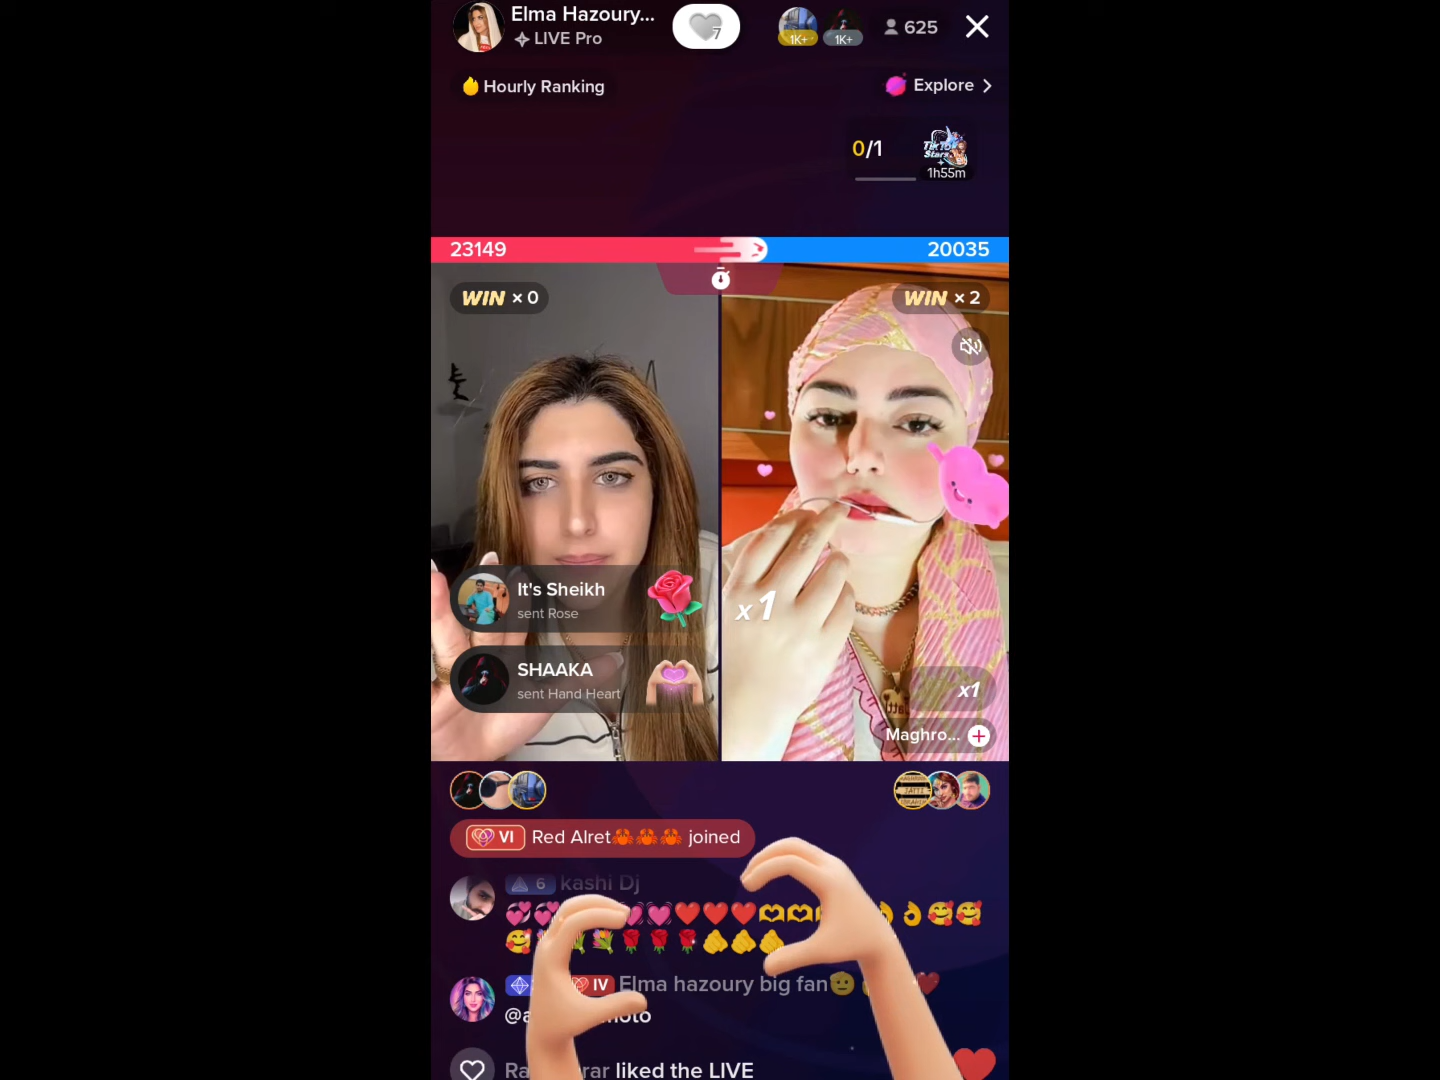 Elma Hazoury...
LIVE Pro
7
1K+
1K+
625
Hourly Ranking
Explore
0/1
TikTok
Stars
1h55m
23149
20035
WIN × 0
WIN × 2
It's Sheikh
sent Rose
x1
SHAAKA
sent Hand Heart
x1
Maghro...
VI Red Alret🦀🦀🦀 joined
6 kashi Dj
IV Elma hazoury big fan
liked the LIVE